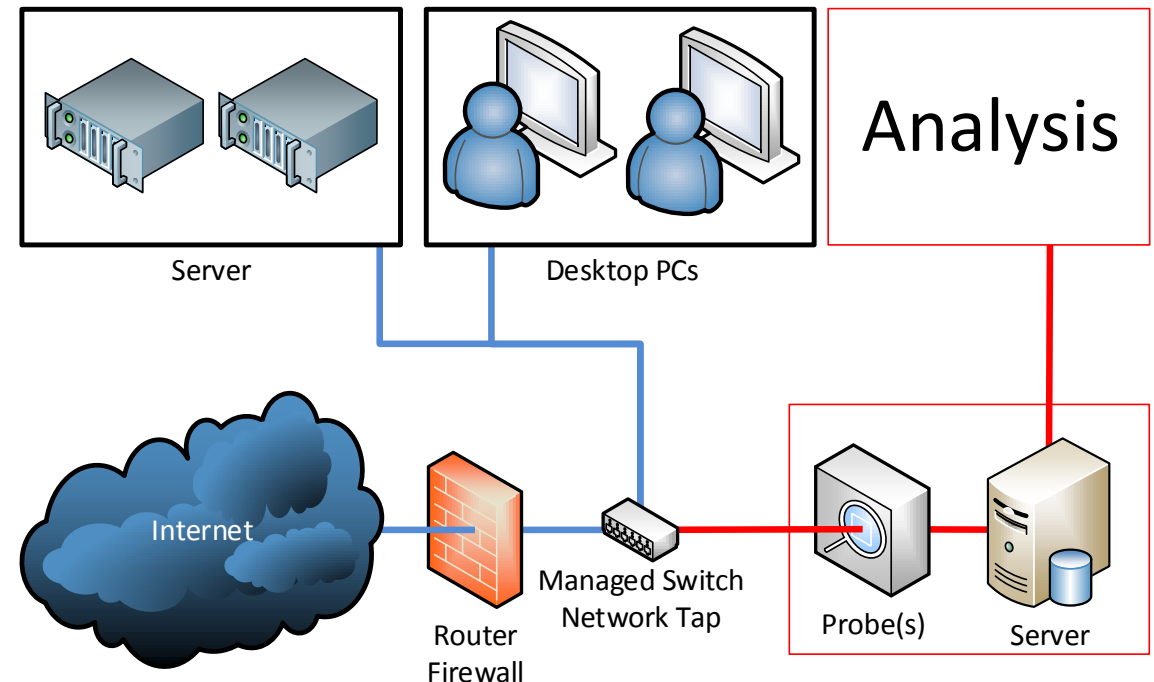 Analysis
Server
Desktop PCs
Internet
Managed Switch
Network Tap
Router
Firewall
Probe(s)
Server